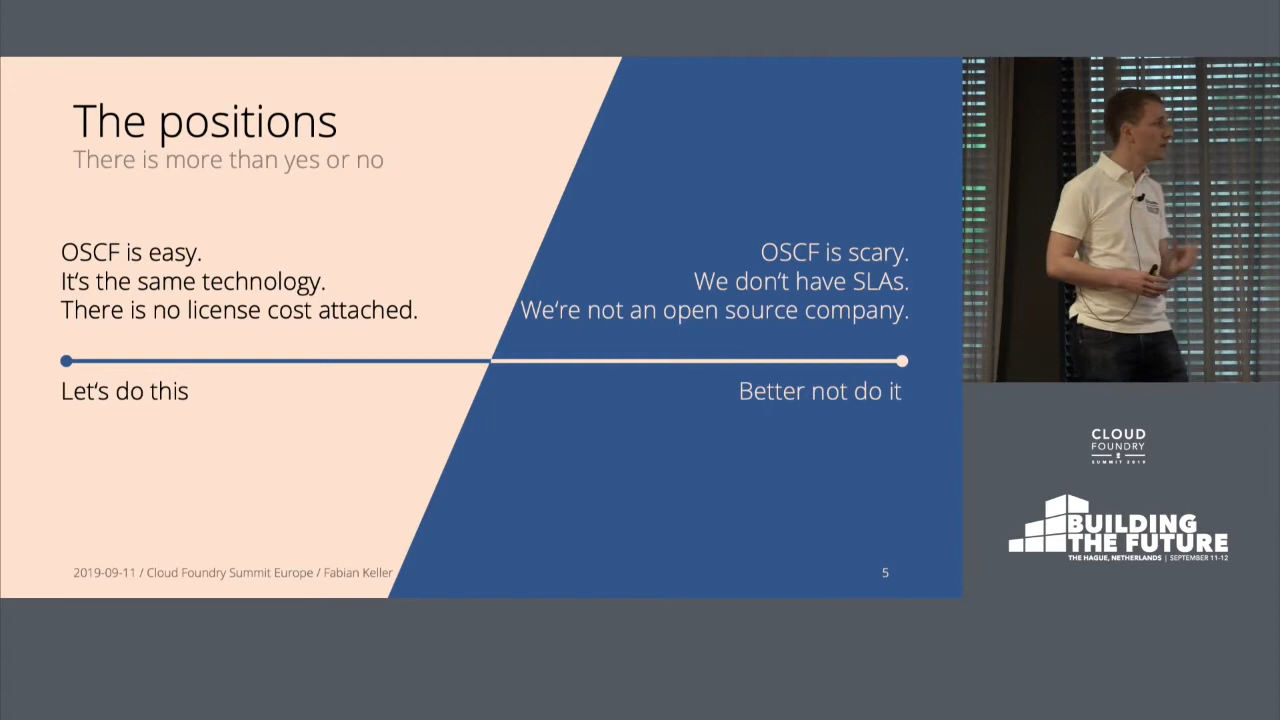 The positions
There is more than yes or no
OSCF is easy.
It‘s the same technology.
There is no license cost attached.
OSCF is scary.
We don‘t have SLAs.
We‘re not an open source company.
Let‘s do this
Better not do it
2019-09-11 / Cloud Foundry Summit Europe / Fabian Keller
5
CLOUD
FOUNDRY
SUMMIT 2019
BUILDING
THE FUTURE
THE HAGUE, NETHERLANDS | SEPTEMBER 11-12